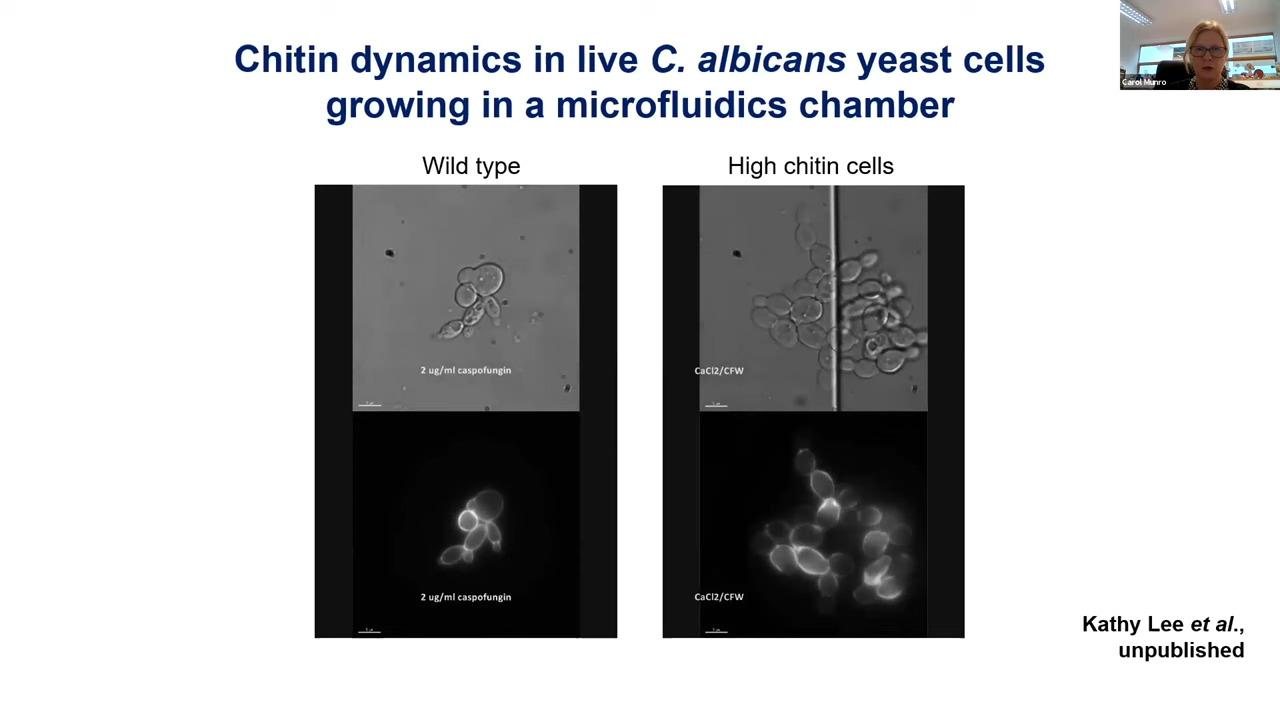 Chitin dynamics in live C. albicans yeast cells
growing in a microfluidics chamber
Carol Munro
Wild type
High chitin cells
2 ug/ml caspofungin
CaCl2/CFW
2 ug/ml caspofungin
CaCl2/CFW
Kathy Lee et al.,
unpublished